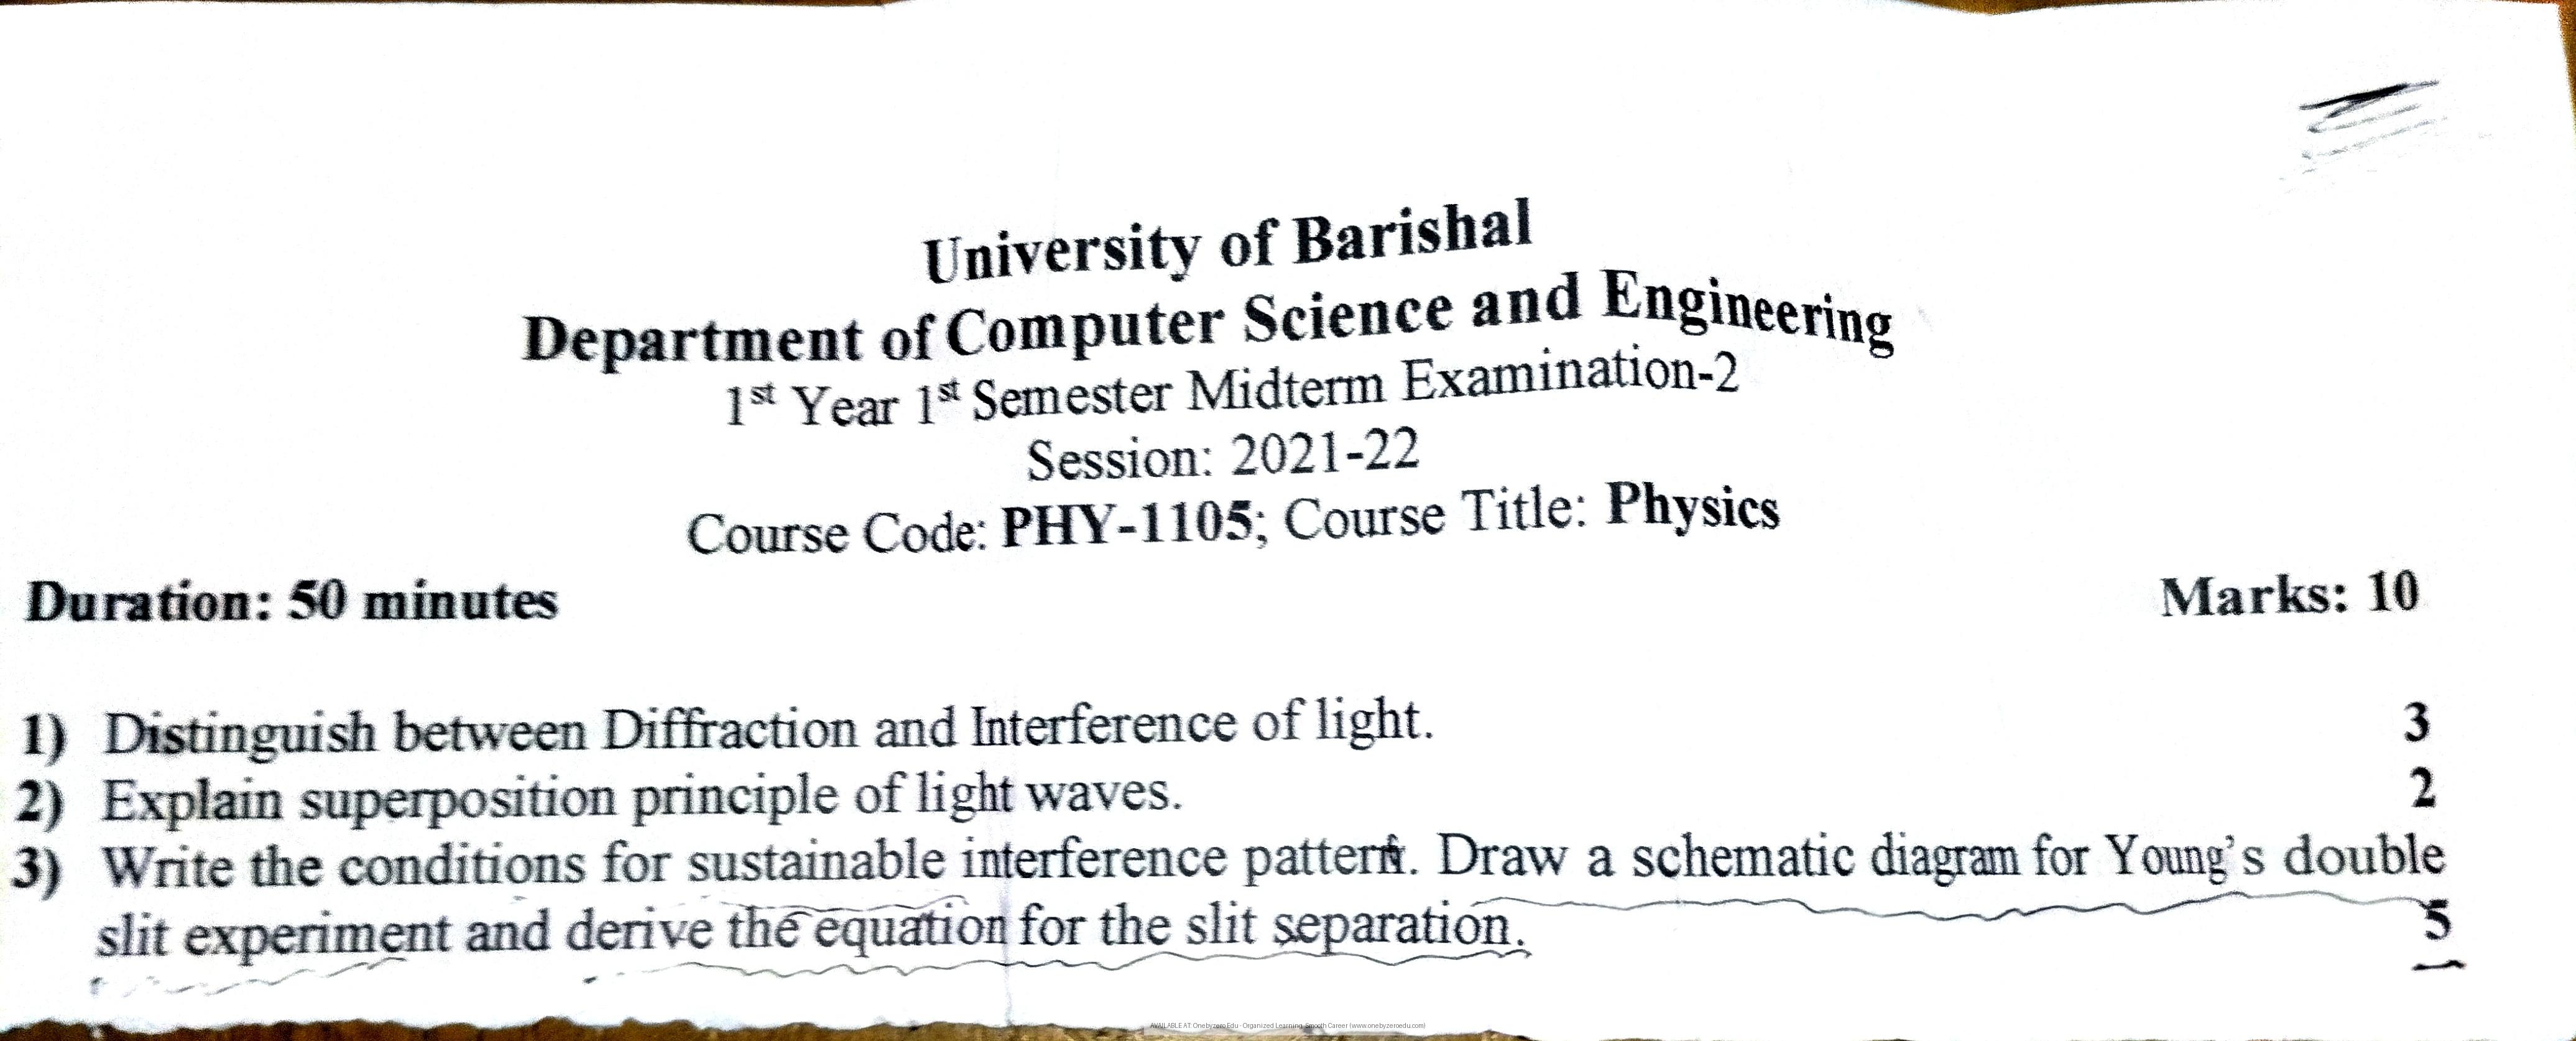 University of Barishal
Department of Computer Science and Engineering
1st Year 1st Semester Midterm Examination-2
Session: 2021-22
Course Code: PHY-1105; Course Title: Physics
Duration: 50 minutes Marks: 10
1) Distinguish between Diffraction and Interference of light. 3
2) Explain superposition principle of light waves. 2
3) Write the conditions for sustainable interference pattern. Draw a schematic diagram for Young's double
slit experiment and derive the equation for the slit separation. 5
AVAILABLE AT: Onebyzero Edu - Organized Learning, Smooth Career (www.onebyzeroedu.com)